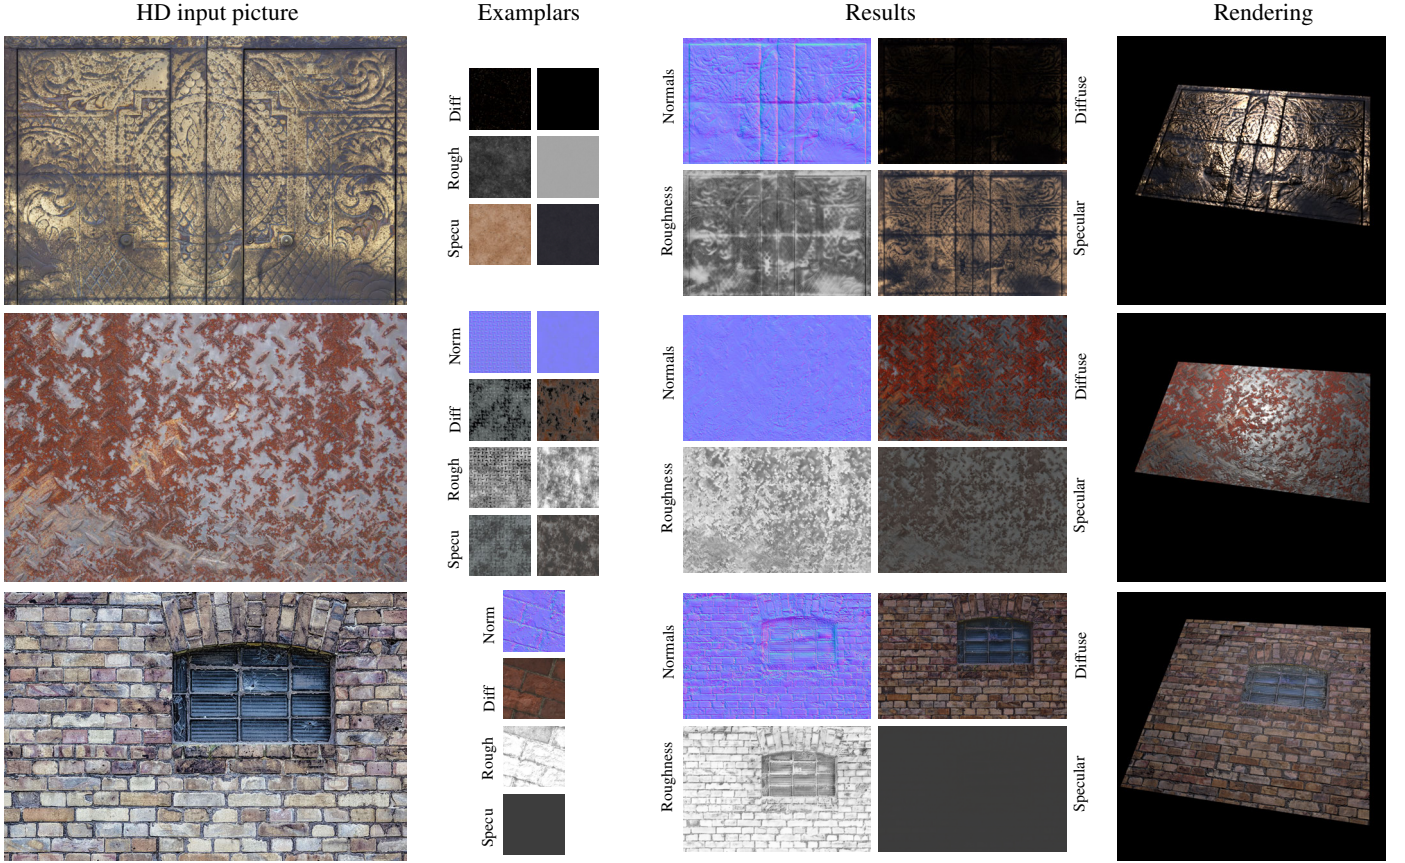 HD input picture
Examplars
Results
Rendering
Diff
Rough
Specu
Normals
Diffuse
Roughness
Specular
Norm
Diff
Rough
Specu
Normals
Diffuse
Roughness
Specular
Norm
Diff
Rough
Specu
Normals
Diffuse
Roughness
Specular